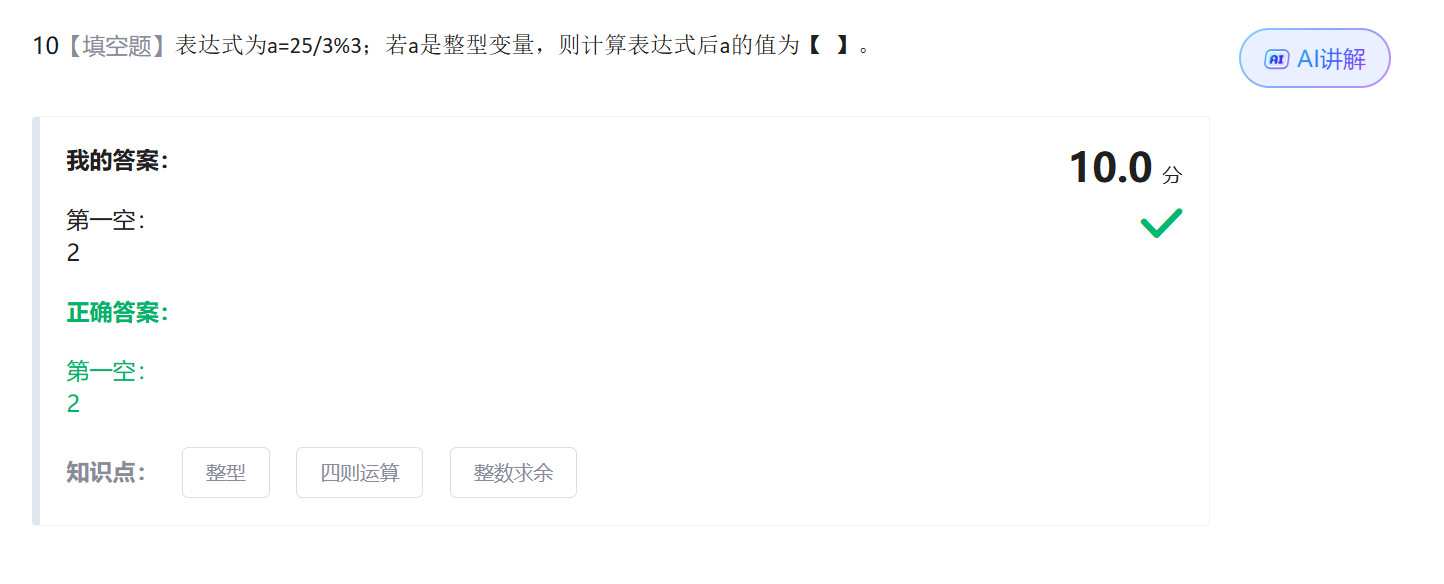 10【填空题】表达式为a=25/3%3；若a是整型变量，则计算表达式后a的值为【 】。
AI AI讲解
我的答案：
10.0 分
第一空：
2
正确答案：
第一空：
2
知识点： 整型 四则运算 整数求余